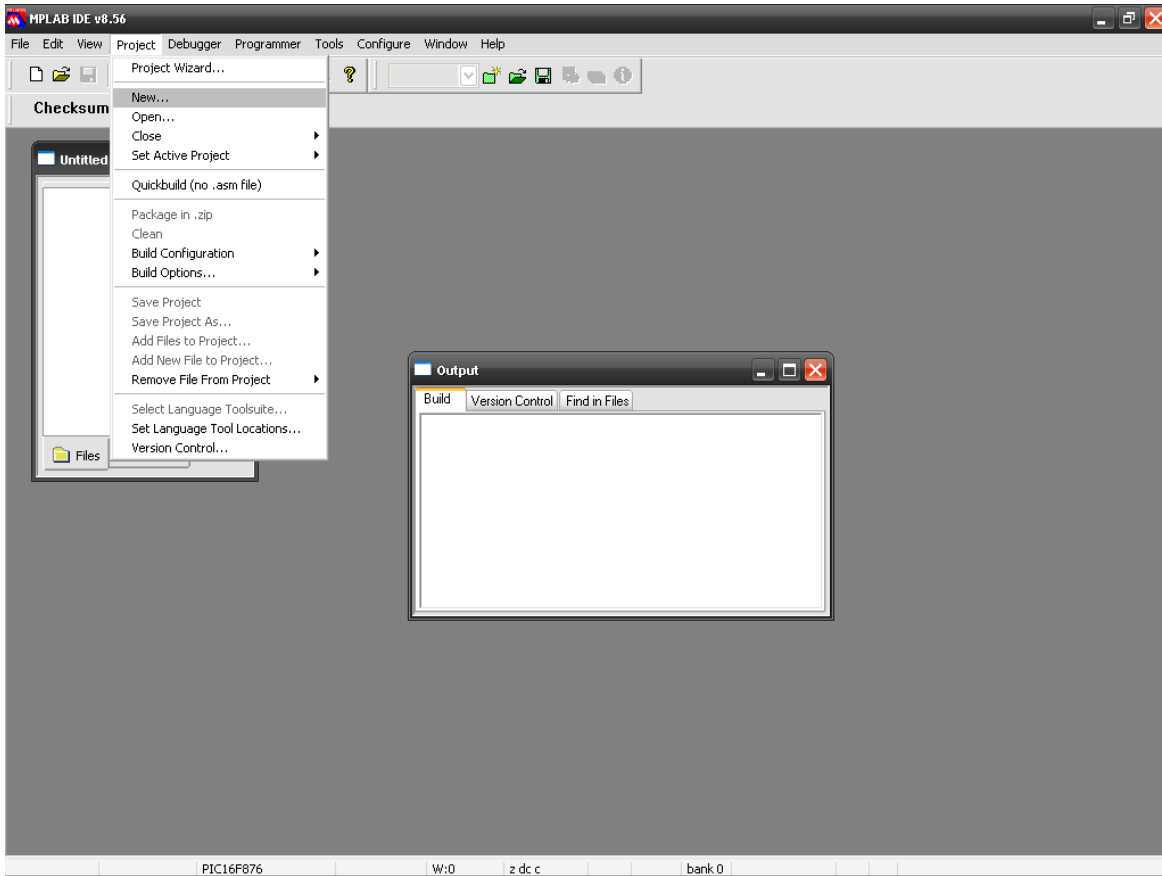 MPLAB IDE v8.56
File Edit View Project Debugger Programmer Tools Configure Window Help
Project Wizard...
New...
Open...
Close
Set Active Project
Quickbuild (no .asm file)
Package in .zip
Clean
Build Configuration
Build Options...
Save Project
Save Project As...
Add Files to Project...
Add New File to Project...
Remove File From Project
Select Language Toolsuite...
Set Language Tool Locations...
Version Control...
Checksum
Untitled
Files
Output
Build Version Control Find in Files
PIC16F876 W:0 z dc c bank 0